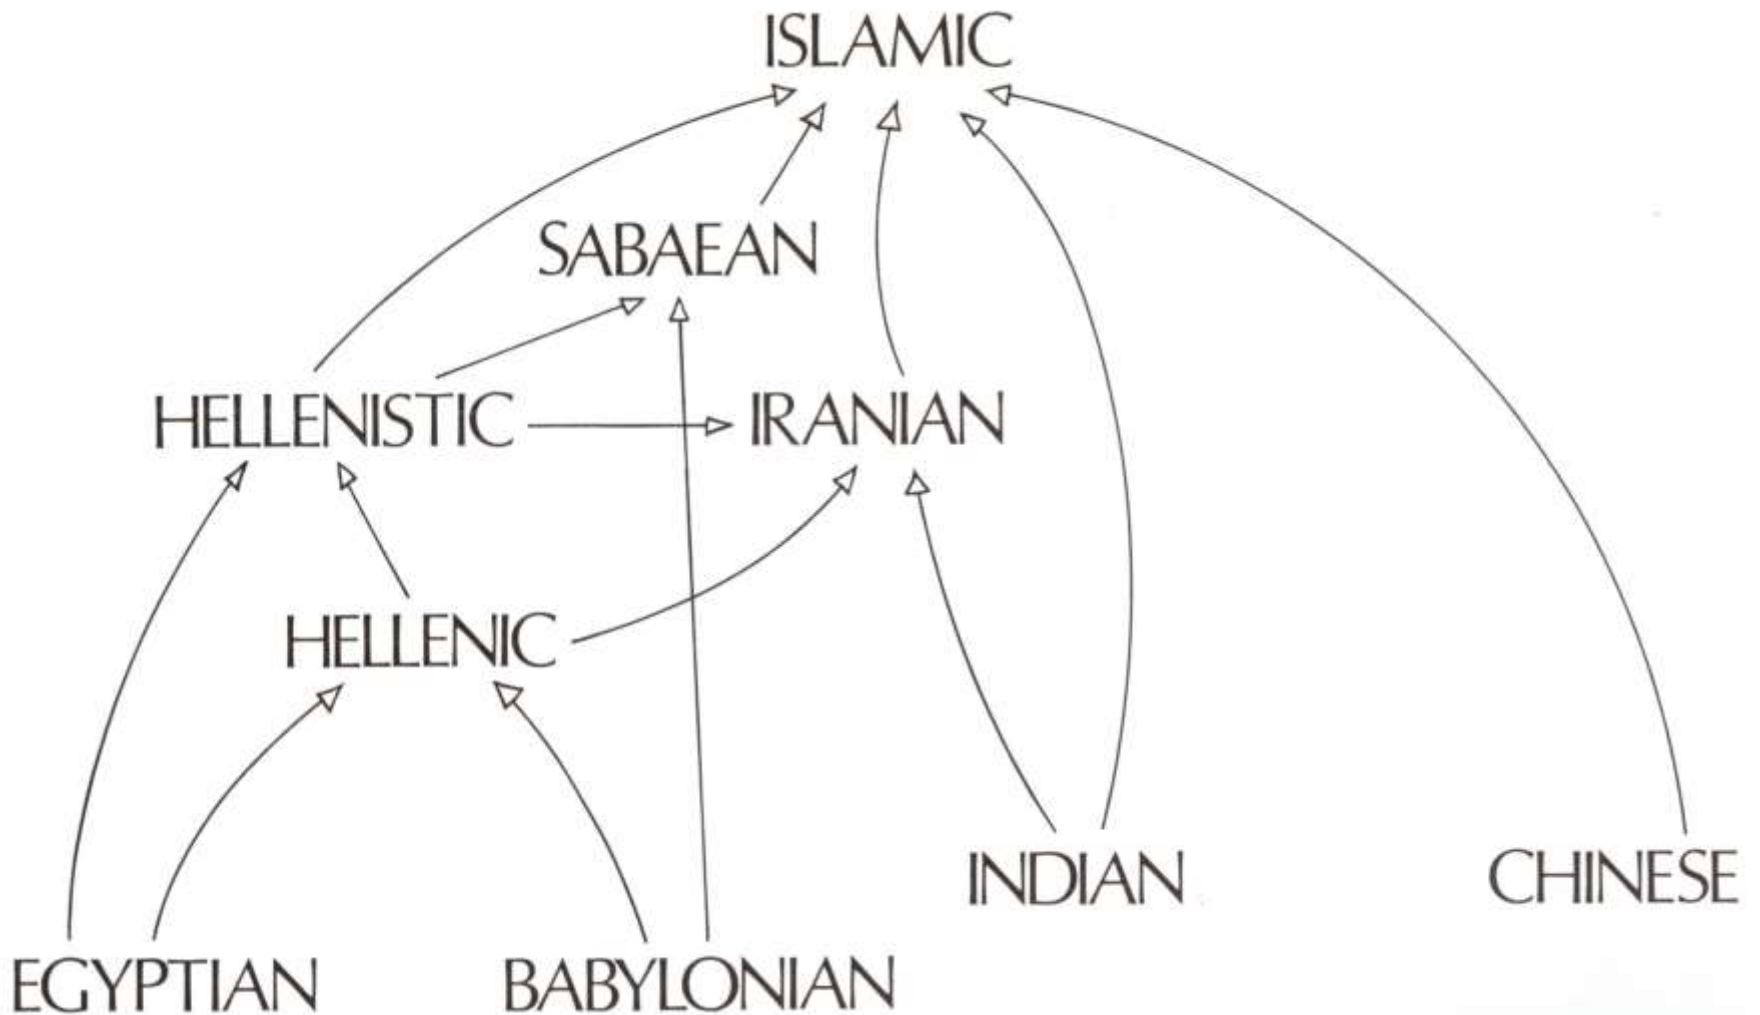 ISLAMIC
SABAEAN
HELLENISTIC
IRANIAN
HELLENIC
INDIAN
CHINESE
EGYPTIAN
BABYLONIAN